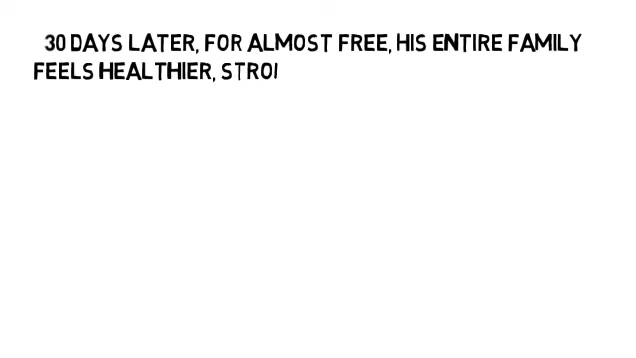 30 DAYS LATER, FOR ALMOST FREE, HIS ENTIRE FAMILY
FEELS HEALTHIER,